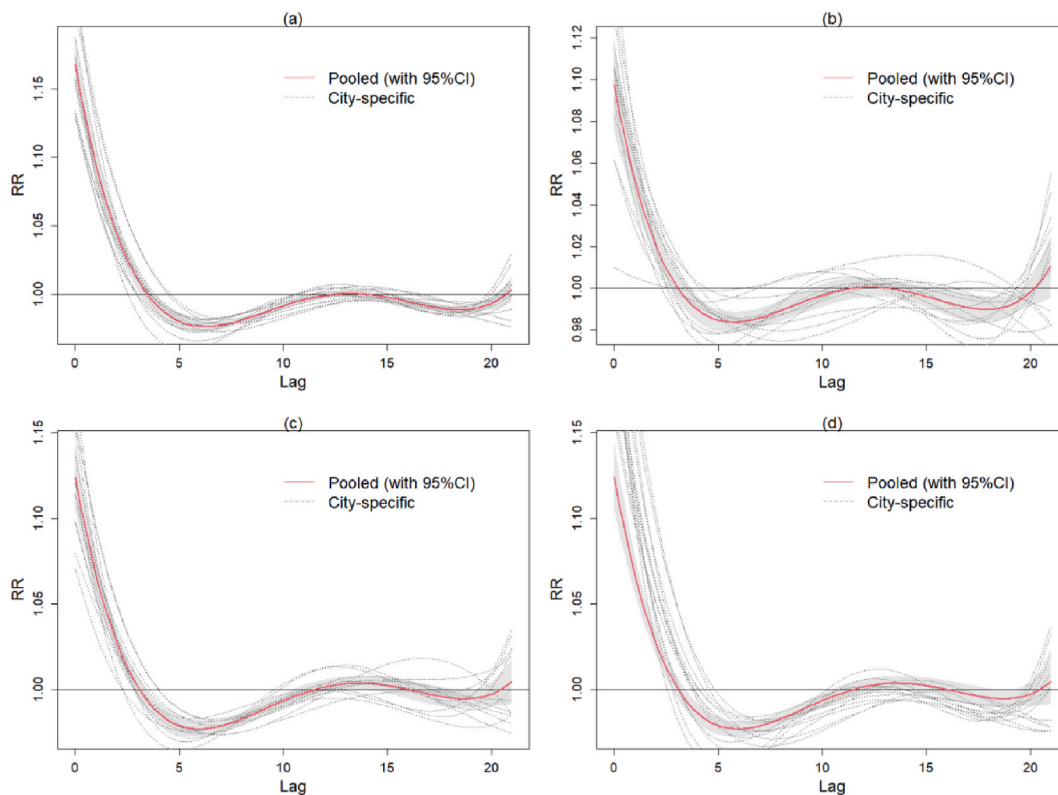 (a)
Pooled (with 95%CI)
City-specific
RR
1.15
1.10
1.05
1.00
0
5
10
15
20
Lag
(b)
Pooled (with 95%CI)
City-specific
RR
1.12
1.10
1.08
1.06
1.04
1.02
1.00
0.98
0
5
10
15
20
Lag
(c)
Pooled (with 95%CI)
City-specific
RR
1.15
1.10
1.05
1.00
0
5
10
15
20
Lag
(d)
Pooled (with 95%CI)
City-specific
RR
1.15
1.10
1.05
1.00
0
5
10
15
20
Lag